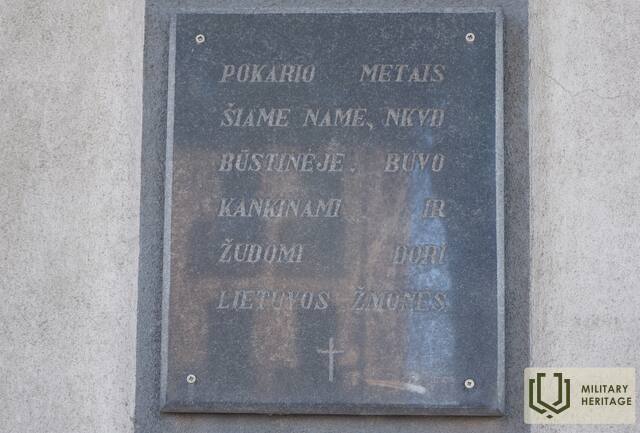 POKARIO METAIS
ŠIAME NAME, NKVD
BŪSTINĖJE BUVO
KANKINAMI IR
ŽUDOMI DORI
LIETUVOS ŽMONĖS
MILITARY
HERITAGE